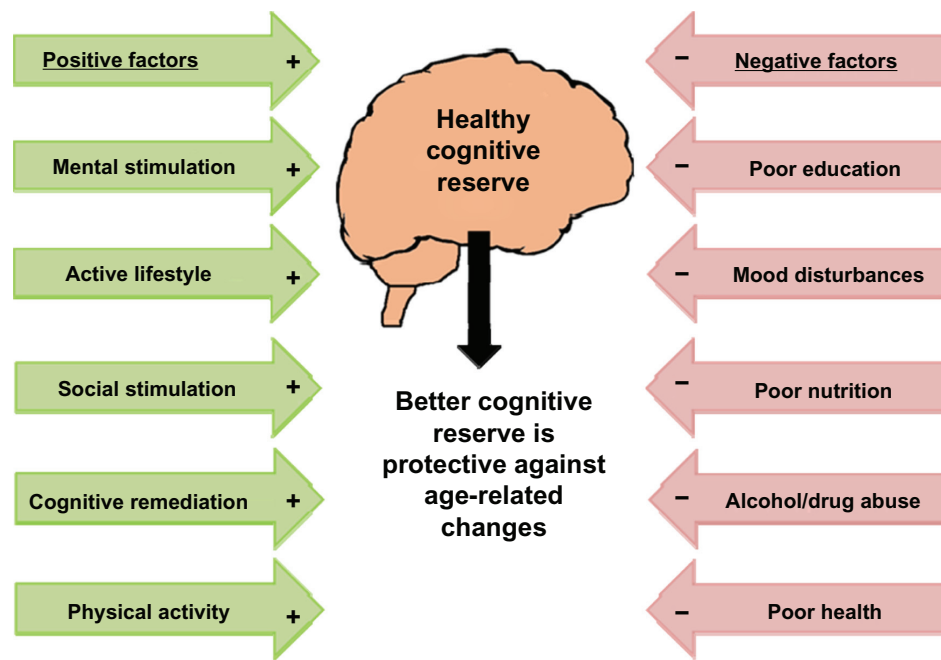 Positive factors +
Mental stimulation +
Active lifestyle +
Social stimulation +
Cognitive remediation +
Physical activity +
Healthy
cognitive
reserve
Better cognitive
reserve is
protective against
age-related
changes
− Negative factors
− Poor education
− Mood disturbances
− Poor nutrition
− Alcohol/drug abuse
− Poor health